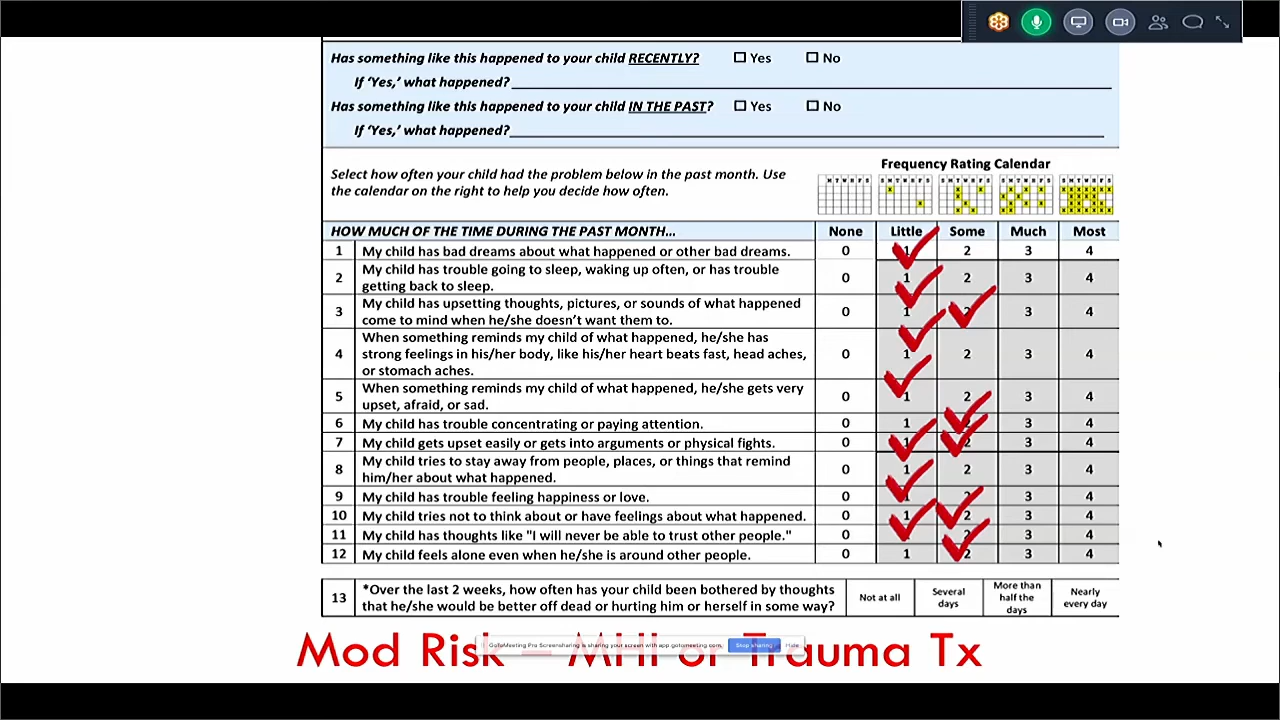 Has something like this happened to your child RECENTLY? ☐ Yes ☐ No
If ‘Yes,’ what happened?
Has something like this happened to your child IN THE PAST? ☐ Yes ☐ No
If ‘Yes,’ what happened?
Frequency Rating Calendar
Select how often your child had the problem below in the past month. Use
the calendar on the right to help you decide how often.
HOW MUCH OF THE TIME DURING THE PAST MONTH... None Little Some Much Most
1 My child has bad dreams about what happened or other bad dreams. 0 1 2 3 4
2 My child has trouble going to sleep, waking up often, or has trouble
getting back to sleep. 0 1 2 3 4
3 My child has upsetting thoughts, pictures, or sounds of what happened
come to mind when he/she doesn’t want them to. 0 1 2 3 4
4 When something reminds my child of what happened, he/she has
strong feelings in his/her body, like his/her heart beats fast, head aches,
or stomach aches. 0 1 2 3 4
5 When something reminds my child of what happened, he/she gets very
upset, afraid, or sad. 0 1 2 3 4
6 My child has trouble concentrating or paying attention. 0 1 2 3 4
7 My child gets upset easily or gets into arguments or physical fights. 0 1 2 3 4
8 My child tries to stay away from people, places, or things that remind
him/her about what happened. 0 1 2 3 4
9 My child has trouble feeling happiness or love. 0 1 2 3 4
10 My child tries not to think about or have feelings about what happened. 0 1 2 3 4
11 My child has thoughts like "I will never be able to trust other people." 0 1 2 3 4
12 My child feels alone even when he/she is around other people. 0 1 2 3 4
13 *Over the last 2 weeks, how often has your child been bothered by thoughts
that he/she would be better off dead or hurting him or herself in some way?
Not at all
Several
days
More than
half the
days
Nearly
every day
Mod Risk – MHI or Trauma Tx
GoToMeeting Pro Screensharing is sharing your screen with app.gotomeeting.com. Stop sharing Hide